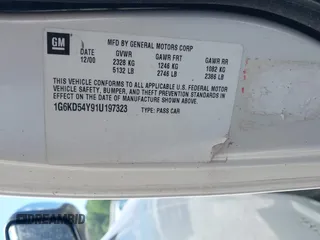 GM
MFD BY GENERAL MOTORS CORP
DATE GVWR GAWR FRT GAWR RR
12/00 2328 KG 1246 KG 1082 KG
5132 LB 2746 LB 2386 LB
THIS VEHICLE CONFORMS TO ALL APPLICABLE U.S. FEDERAL MOTOR
VEHICLE SAFETY, BUMPER, AND THEFT PREVENTION STANDARDS IN
EFFECT ON THE DATE OF MANUFACTURE SHOWN ABOVE.
1G6KD54Y91U197323 TYPE: PASS CAR
DREAMBID